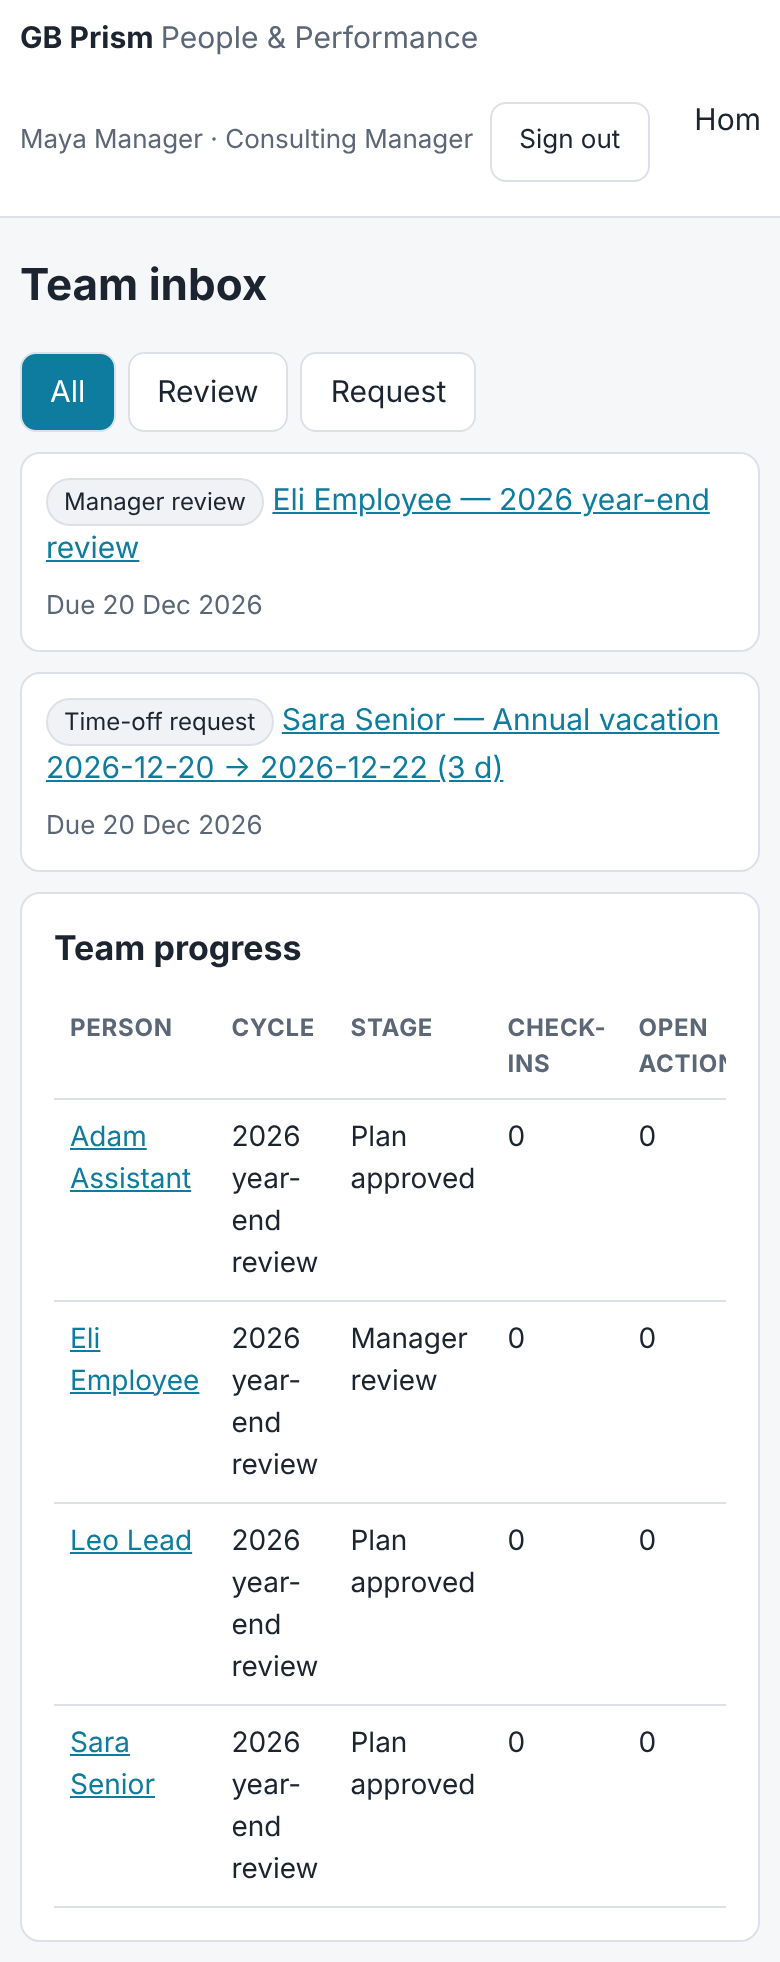 GB Prism People & Performance
Maya Manager · Consulting Manager Sign out Hom
Team inbox
All Review Request
Manager review Eli Employee — 2026 year-end
review
Due 20 Dec 2026
Time-off request Sara Senior — Annual vacation
2026-12-20 → 2026-12-22 (3 d)
Due 20 Dec 2026
Team progress
PERSON CYCLE STAGE CHECK-INS OPEN ACTION
Adam Assistant 2026 year-end review Plan approved 0 0
Eli Employee 2026 year-end review Manager review 0 0
Leo Lead 2026 year-end review Plan approved 0 0
Sara Senior 2026 year-end review Plan approved 0 0